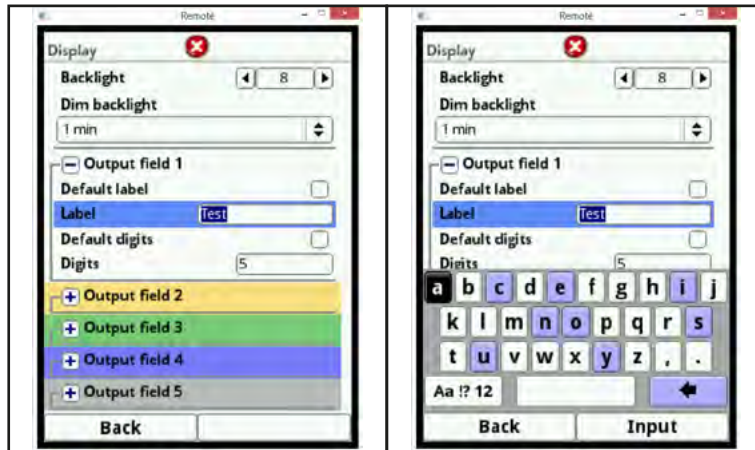 Remote
Display
Backlight 8
Dim backlight
1 min
Output field 1
Default label
Label Test
Default digits
Digits 5
Output field 2
Output field 3
Output field 4
Output field 5
Back
Remote
Display
Backlight 8
Dim backlight
1 min
Output field 1
Default label
Label Test
Default digits
Digits 5
a b c d e f g h i j
k l m n o p q r s
t u v w x y z , .
Aa !? 12
Back Input